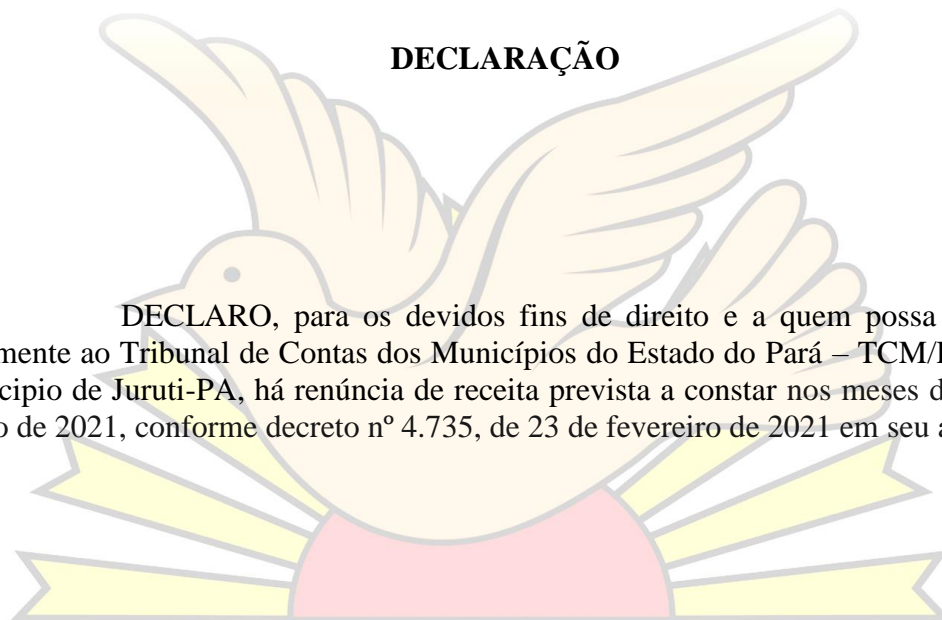 DECLARAÇÃO
DECLARO, para os devidos fins de direito e a quem possa
mente ao Tribunal de Contas dos Municípios do Estado do Pará – TCM/
cipio de Juruti-PA, há renúncia de receita prevista a constar nos meses d
o de 2021, conforme decreto nº 4.735, de 23 de fevereiro de 2021 em seu a